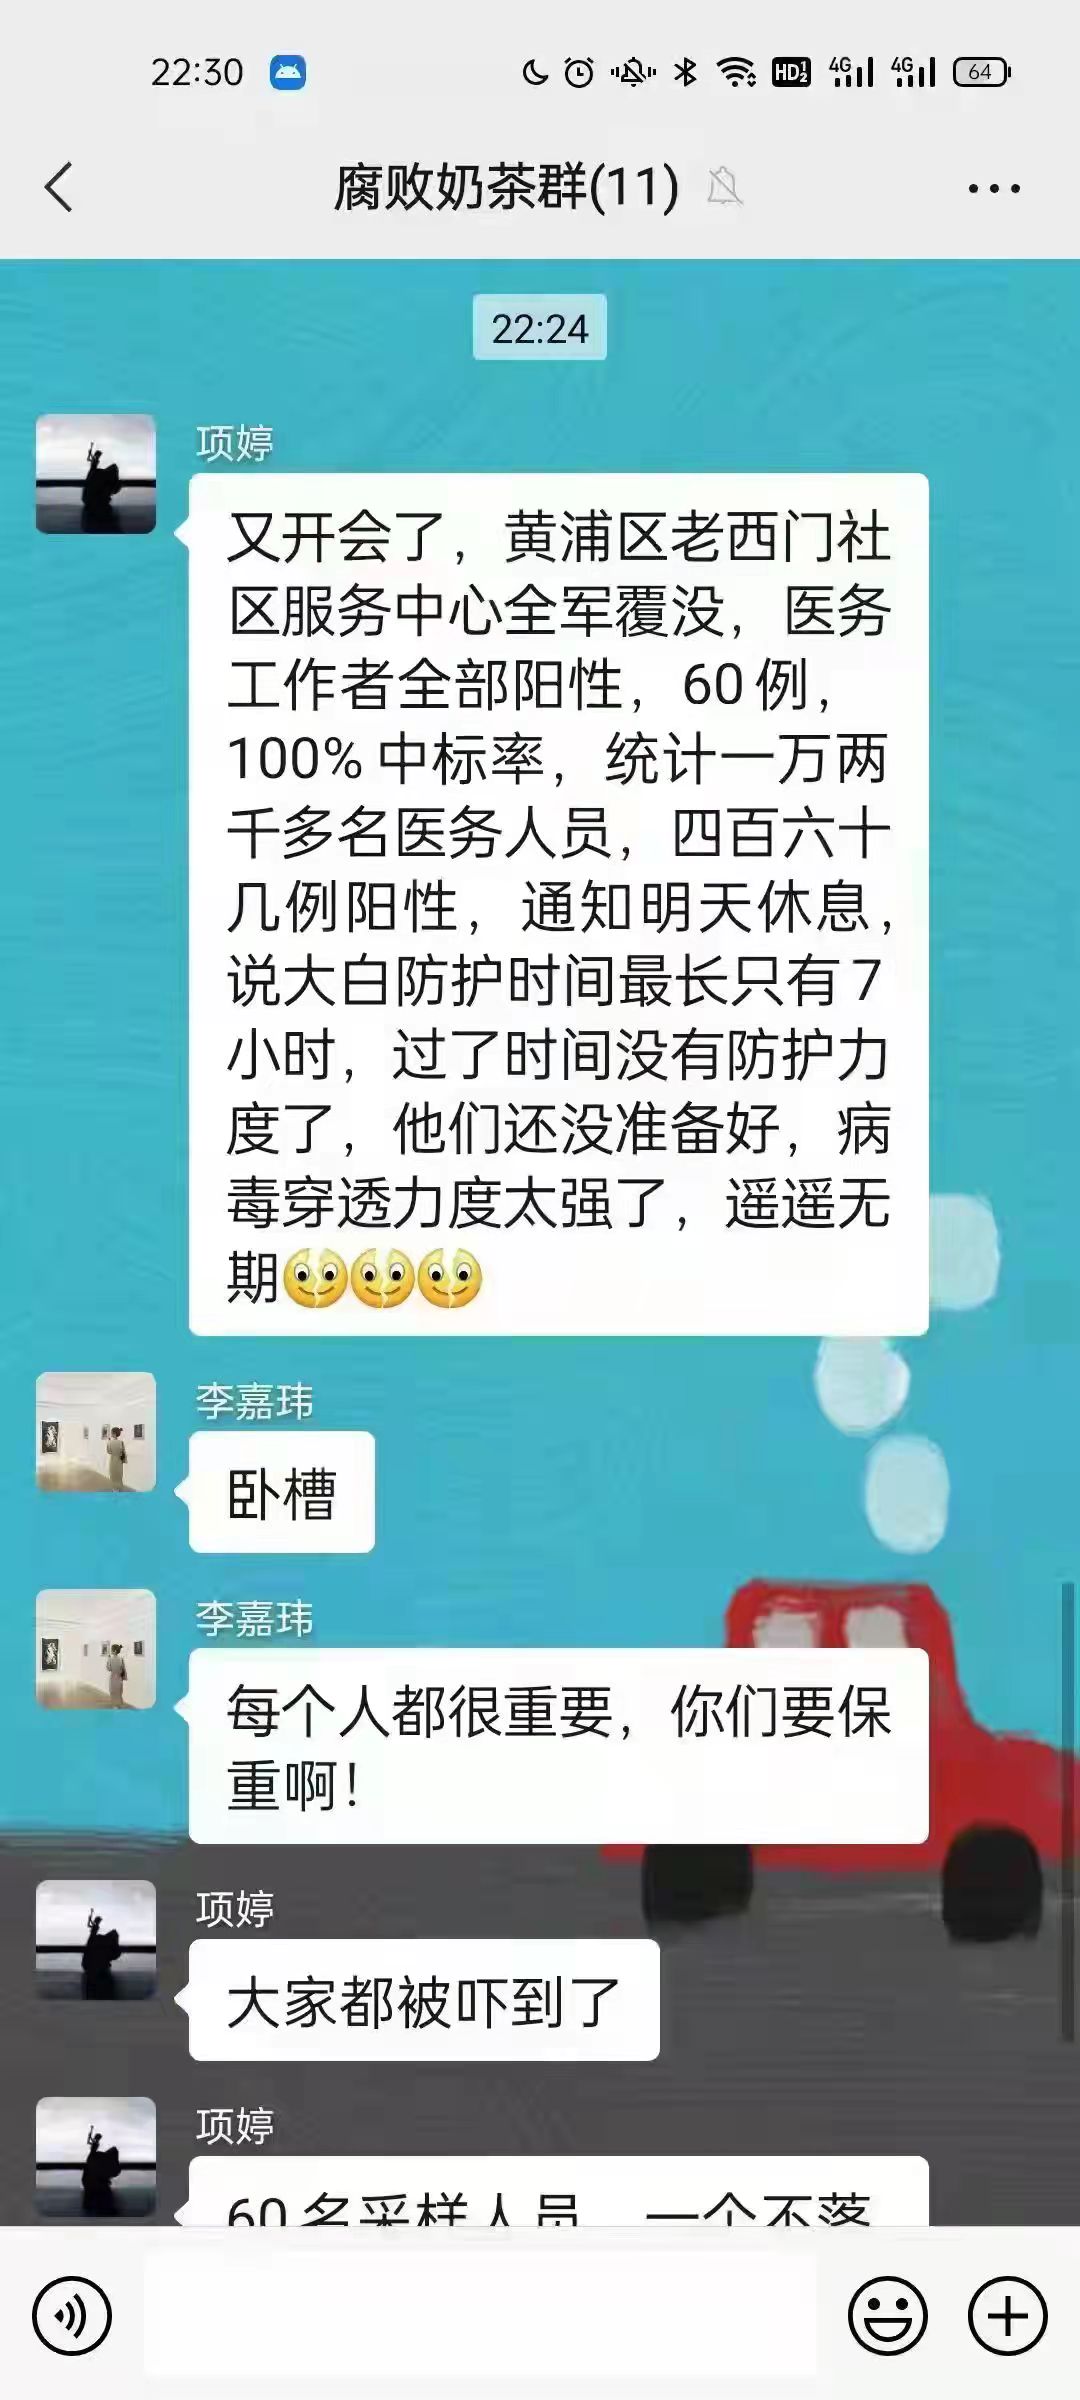 22:30
HD 1 2 4G 4G 64
腐败奶茶群(11)
22:24
项婷
又开会了，黄浦区老西门社
区服务中心全军覆没，医务
工作者全部阳性，60例，
100%中标率，统计一万两
千多名医务人员，四百六十
几例阳性，通知明天休息，
说大白防护时间最长只有7
小时，过了时间没有防护力
度了，他们还没准备好，病
毒穿透力度太强了，遥遥无
期
李嘉玮
卧槽
李嘉玮
每个人都很重要，你们要保
重啊！
项婷
大家都被吓到了
项婷
60名采样人员，一个不落